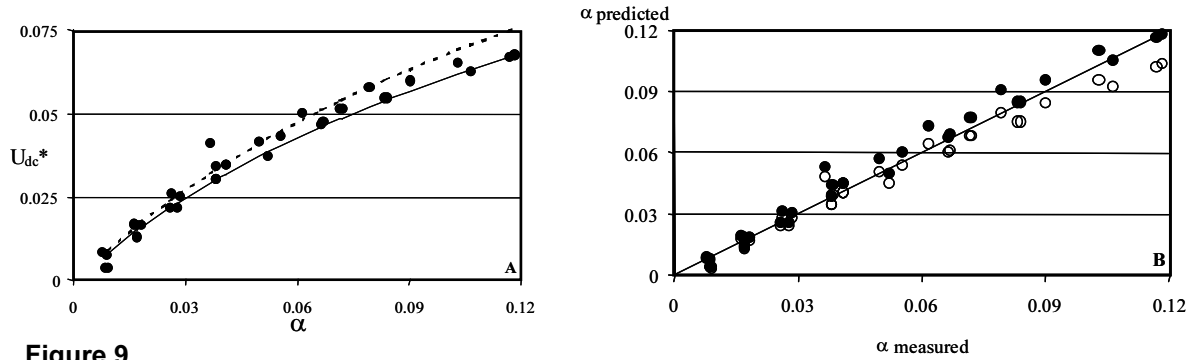 0.075
0.05
U_dc*
0.025
0
A
0 0.03 0.06 0.09 0.12
α
α predicted
0.12
0.09
0.06
0.03
0
B
0 0.03 0.06 0.09 0.12
α measured
Figure 9